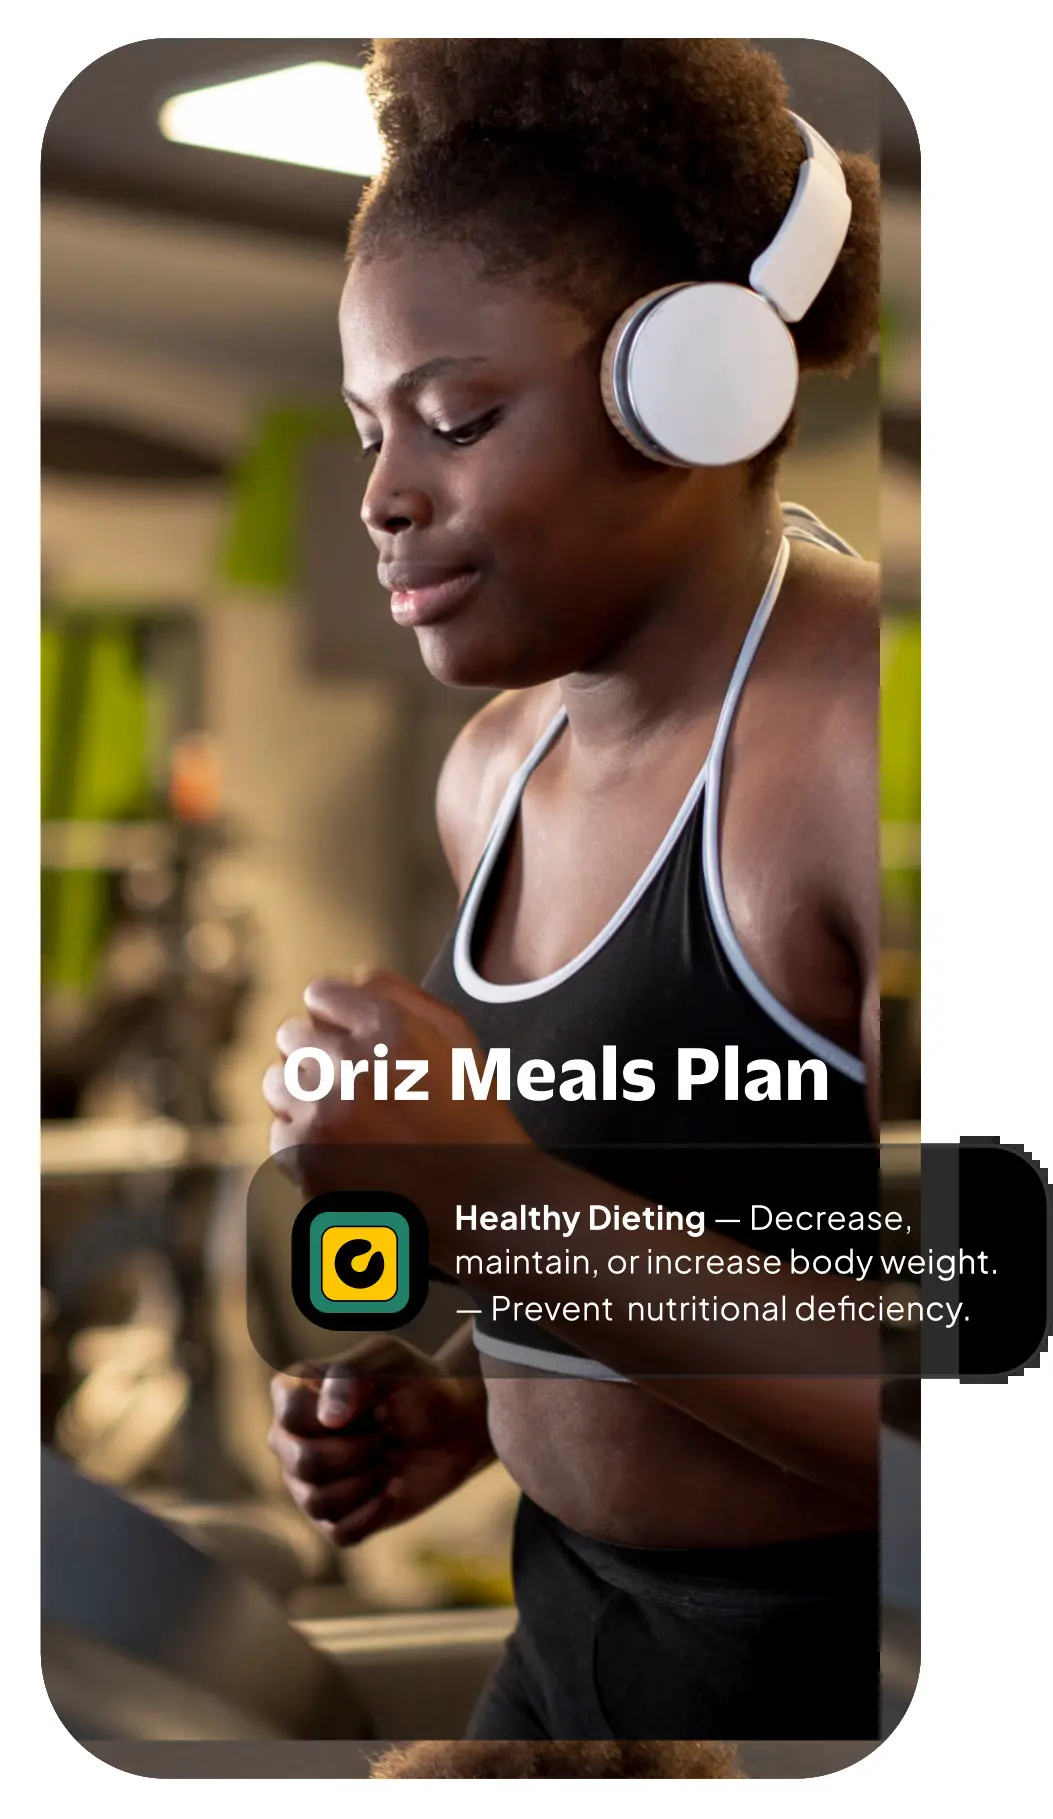 Oriz Meals Plan
Healthy Dieting — Decrease,
maintain, or increase body weight.
— Prevent nutritional deficiency.